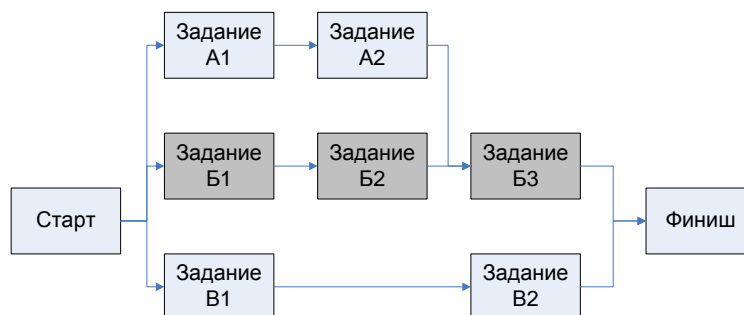 Задание
А1
Задание
А2
Задание
Б1
Задание
Б2
Задание
Б3
Старт
Финиш
Задание
В1
Задание
В2